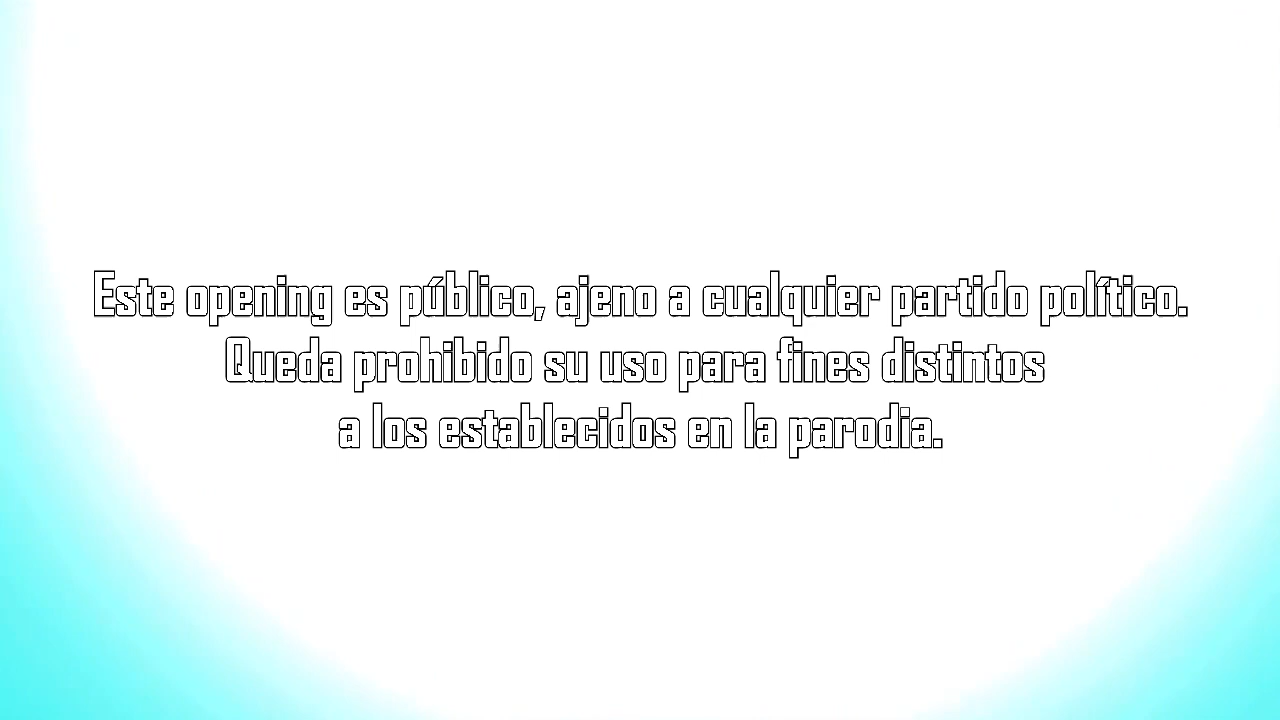 Este opening es público, ajeno a cualquier partido político.
Queda prohibido su uso para fines distintos
a los establecidos en la parodia.